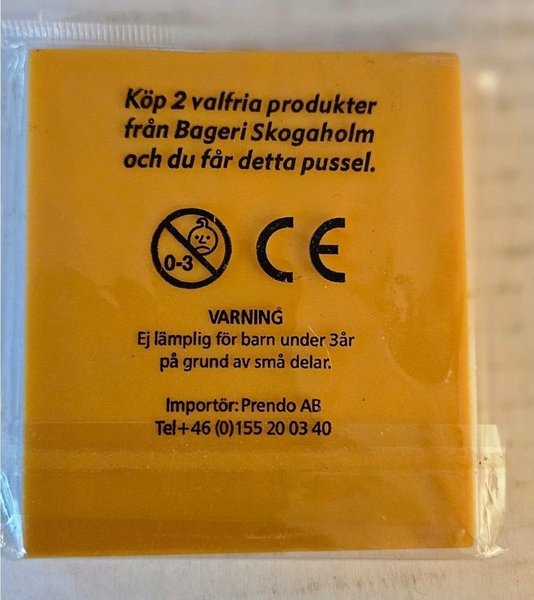 Köp 2 valfria produkter
från Bageri Skogaholm
och du får detta pussel.
0-3
CE
VARNING
Ej lämplig för barn under 3år
på grund av små delar.
Importör: Prendo AB
Tel+46 (0)155 20 03 40